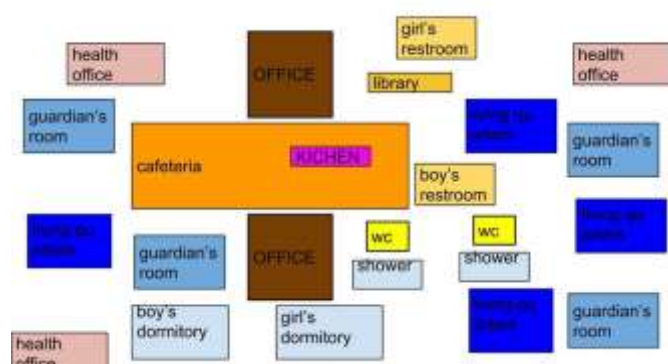 girl's
restroom
health
office
OFFICE
health
office
library
guardian's
room
guardian's
room
cafeteria
KICHEN
boy's
restroom
wc
wc
guardian's
room
OFFICE
shower
shower
boy's
dormitory
girl's
dormitory
guardian's
room
health
office